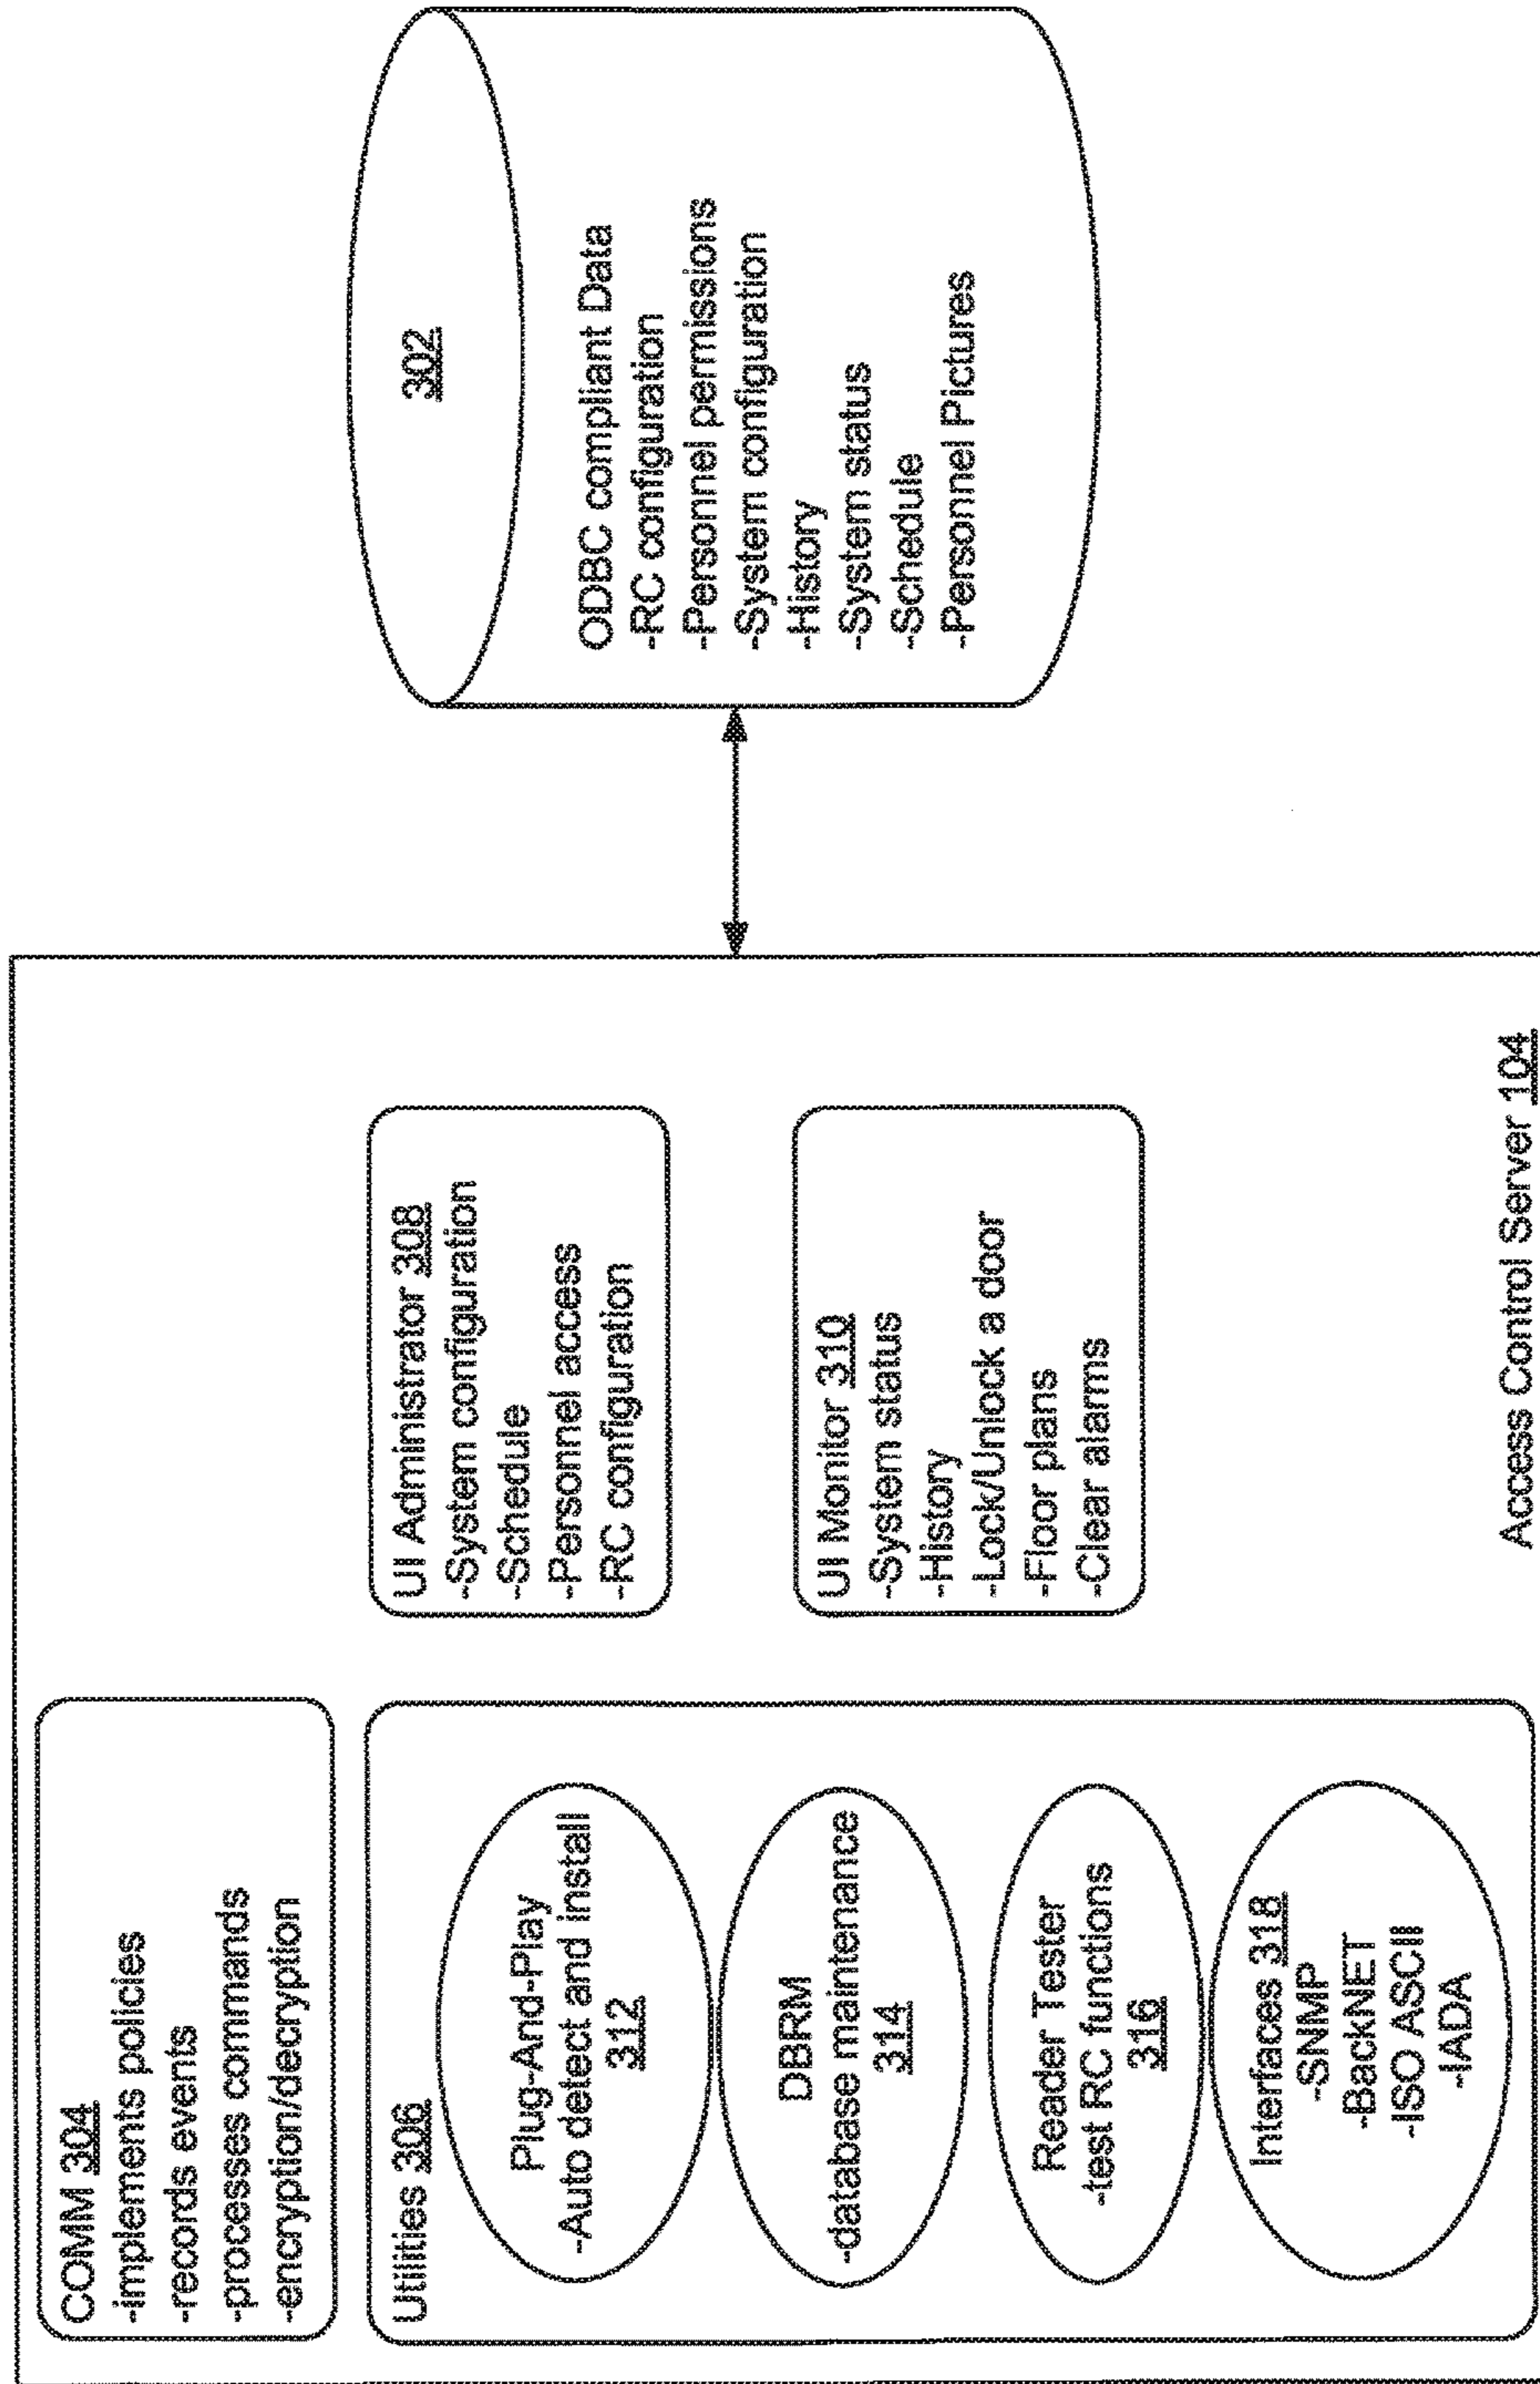 COMM 304
-implements policies
-records events
-processes commands
-encryption/decryption
Utilities 306
Plug-And-Play
-Auto detect and install
312
DBRM
-database maintenance
314
Reader Tester
-test RC functions
316
Interfaces 318
-SNMP
-BackNET
-ISO ASCII
-IADA
UI Administrator 308
-System configuration
-Schedule
-Personnel access
-RC configuration
UI Monitor 310
-System status
-History
-Lock/Unlock a door
-Floor plans
-Clear alarms
Access Control Server 104
302
ODBC compliant Data
-RC configuration
-Personnel permissions
-System configuration
-History
-System status
-Schedule
-Personnel Pictures